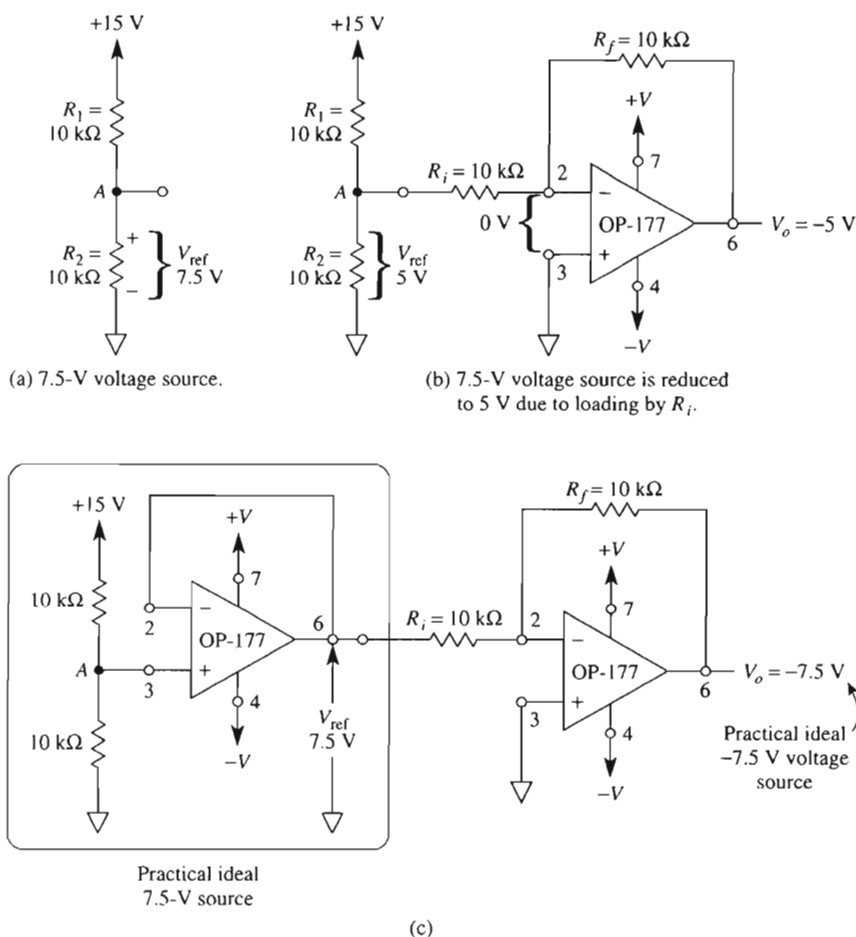 +15 V
R1 =
10 kΩ
A
R2 =
10 kΩ
+
−
Vref
7.5 V
(a) 7.5-V voltage source.
+15 V
R1 =
10 kΩ
A
R2 =
10 kΩ
Vref
5 V
Ri = 10 kΩ
Rf = 10 kΩ
+V
7
2
−
0 V
OP-177
+
3
4
−V
6
Vo = −5 V
(b) 7.5-V voltage source is reduced
to 5 V due to loading by Ri.
+15 V
10 kΩ
A
10 kΩ
+V
7
2
−
OP-177
+
3
4
−V
6
Vref
7.5 V
Practical ideal
7.5-V source
Ri = 10 kΩ
Rf = 10 kΩ
+V
7
2
−
OP-177
+
3
4
−V
6
Vo = −7.5 V
Practical ideal
−7.5 V voltage
source
(c)